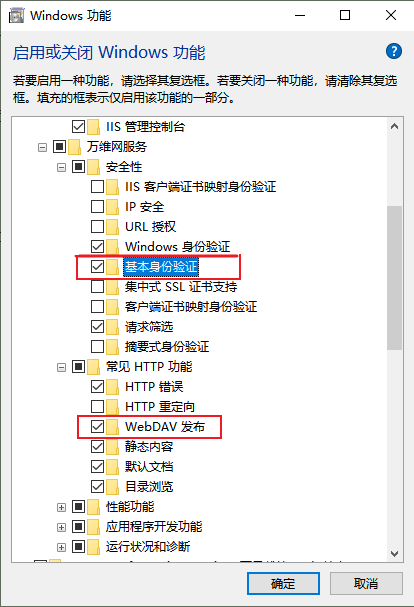 Windows 功能
启用或关闭 Windows 功能
若要启用一种功能，请选择其复选框。若要关闭一种功能，请清除其复选
框。填充的框表示仅启用该功能的一部分。
IIS 管理控制台
万维网服务
安全性
IIS 客户端证书映射身份验证
IP 安全
URL 授权
Windows 身份验证
基本身份验证
集中式 SSL 证书支持
客户端证书映射身份验证
请求筛选
摘要式身份验证
常见 HTTP 功能
HTTP 错误
HTTP 重定向
WebDAV 发布
静态内容
默认文档
目录浏览
性能功能
应用程序开发功能
运行状况和诊断
确定
取消